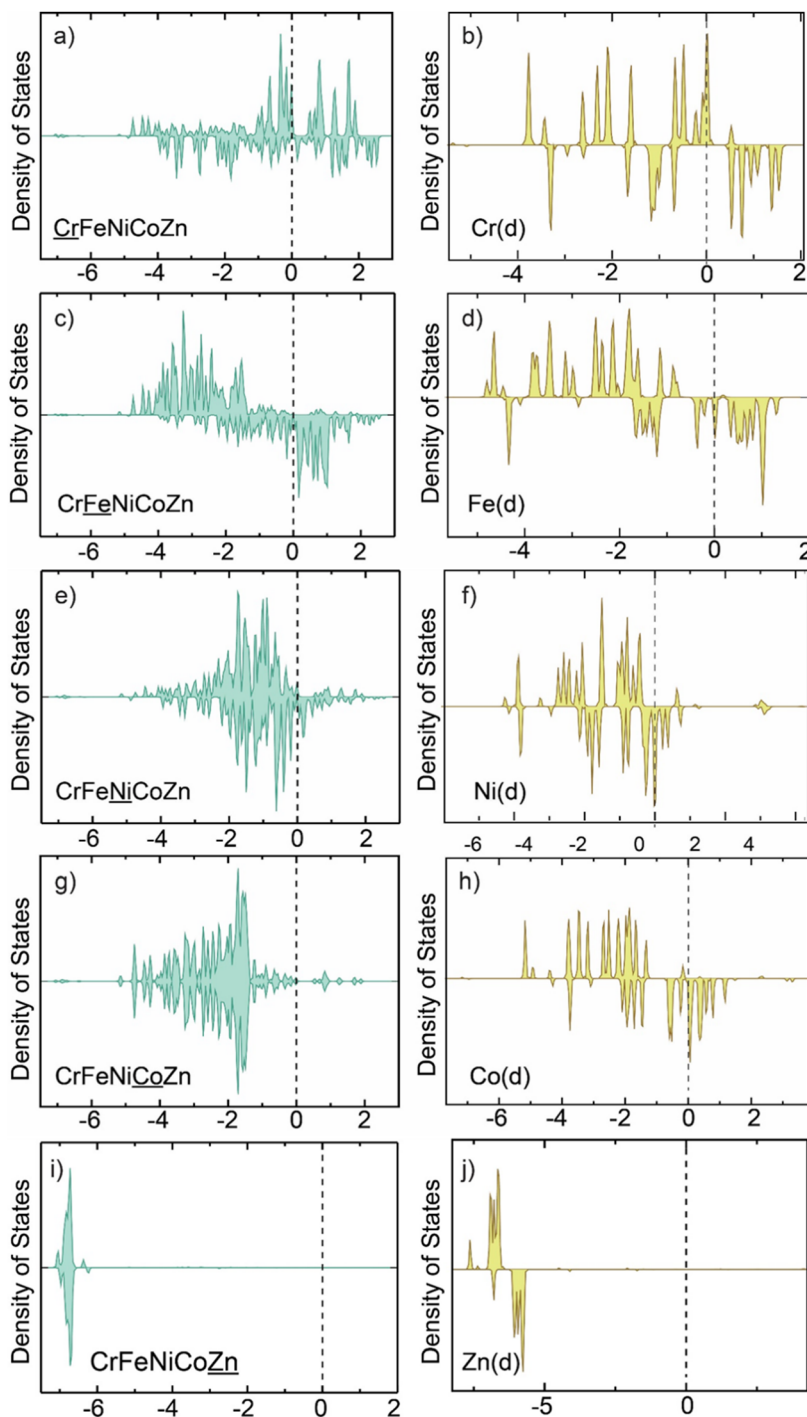 a)
Density of States
CrFeNiCoZn
-6 -4 -2 0 2
b)
Density of States
Cr(d)
-4 -2 0 2
c)
Density of States
CrFeNiCoZn
-6 -4 -2 0 2
d)
Density of States
Fe(d)
-4 -2 0 2
e)
Density of States
CrFeNiCoZn
-6 -4 -2 0 2
f)
Density of States
Ni(d)
-6 -4 -2 0 2 4
g)
Density of States
CrFeNiCoZn
-6 -4 -2 0 2
h)
Density of States
Co(d)
-6 -4 -2 0 2
i)
Density of States
CrFeNiCoZn
-6 -4 -2 0 2
j)
Density of States
Zn(d)
-5 0